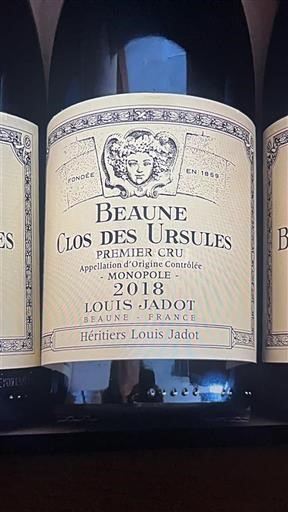 FONDÉE EN 1859
BEAUNE
CLOS DES URSULES
PREMIER CRU
Appellation d'Origine Contrôlée
- MONOPOLE -
2018
LOUIS JADOT
BEAUNE - FRANCE
Héritiers Louis Jadot
ES
B